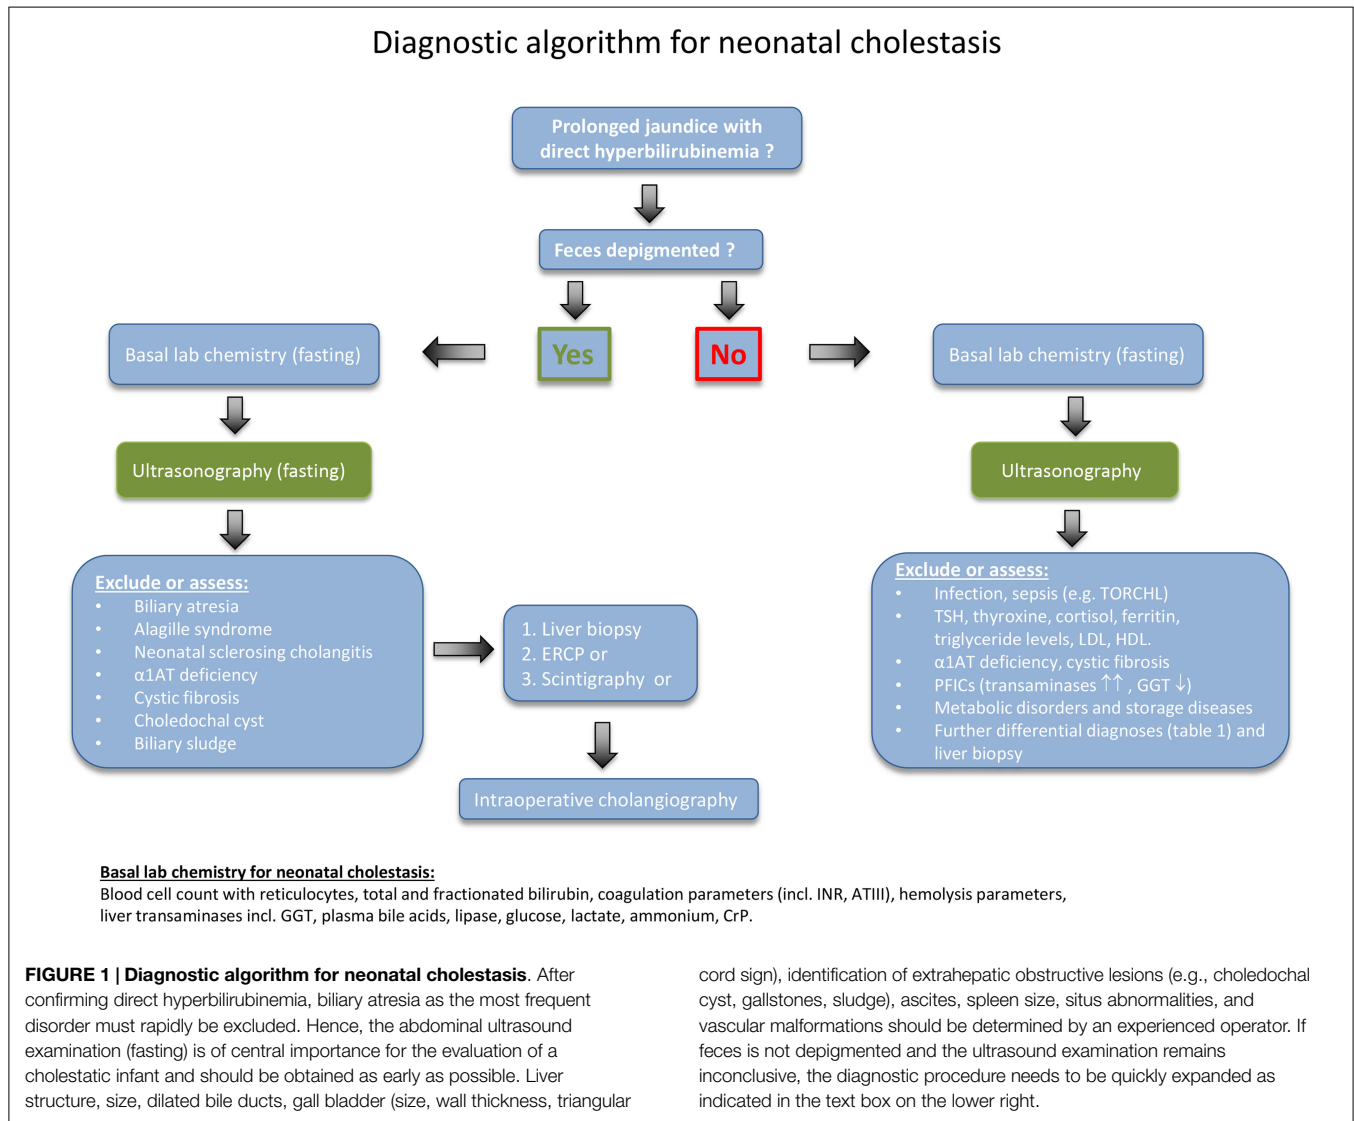 Diagnostic algorithm for neonatal cholestasis
Prolonged jaundice with
direct hyperbilirubinemia ?
Feces depigmented ?
Yes
No
Basal lab chemistry (fasting)
Ultrasonography (fasting)
Exclude or assess:
• Biliary atresia
• Alagille syndrome
• Neonatal sclerosing cholangitis
• α1AT deficiency
• Cystic fibrosis
• Choledochal cyst
• Biliary sludge
1. Liver biopsy
2. ERCP or
3. Scintigraphy or
Intraoperative cholangiography
Basal lab chemistry (fasting)
Ultrasonography
Exclude or assess:
• Infection, sepsis (e.g. TORCHL)
• TSH, thyroxine, cortisol, ferritin,
triglyceride levels, LDL, HDL.
• α1AT deficiency, cystic fibrosis
• PFICs (transaminases ↑↑ , GGT ↓)
• Metabolic disorders and storage diseases
• Further differential diagnoses (table 1) and
liver biopsy
Basal lab chemistry for neonatal cholestasis:
Blood cell count with reticulocytes, total and fractionated bilirubin, coagulation parameters (incl. INR, ATIII), hemolysis parameters,
liver transaminases incl. GGT, plasma bile acids, lipase, glucose, lactate, ammonium, CrP.
FIGURE 1 | Diagnostic algorithm for neonatal cholestasis. After
confirming direct hyperbilirubinemia, biliary atresia as the most frequent
disorder must rapidly be excluded. Hence, the abdominal ultrasound
examination (fasting) is of central importance for the evaluation of a
cholestatic infant and should be obtained as early as possible. Liver
structure, size, dilated bile ducts, gall bladder (size, wall thickness, triangular
cord sign), identification of extrahepatic obstructive lesions (e.g., choledochal
cyst, gallstones, sludge), ascites, spleen size, situs abnormalities, and
vascular malformations should be determined by an experienced operator. If
feces is not depigmented and the ultrasound examination remains
inconclusive, the diagnostic procedure needs to be quickly expanded as
indicated in the text box on the lower right.